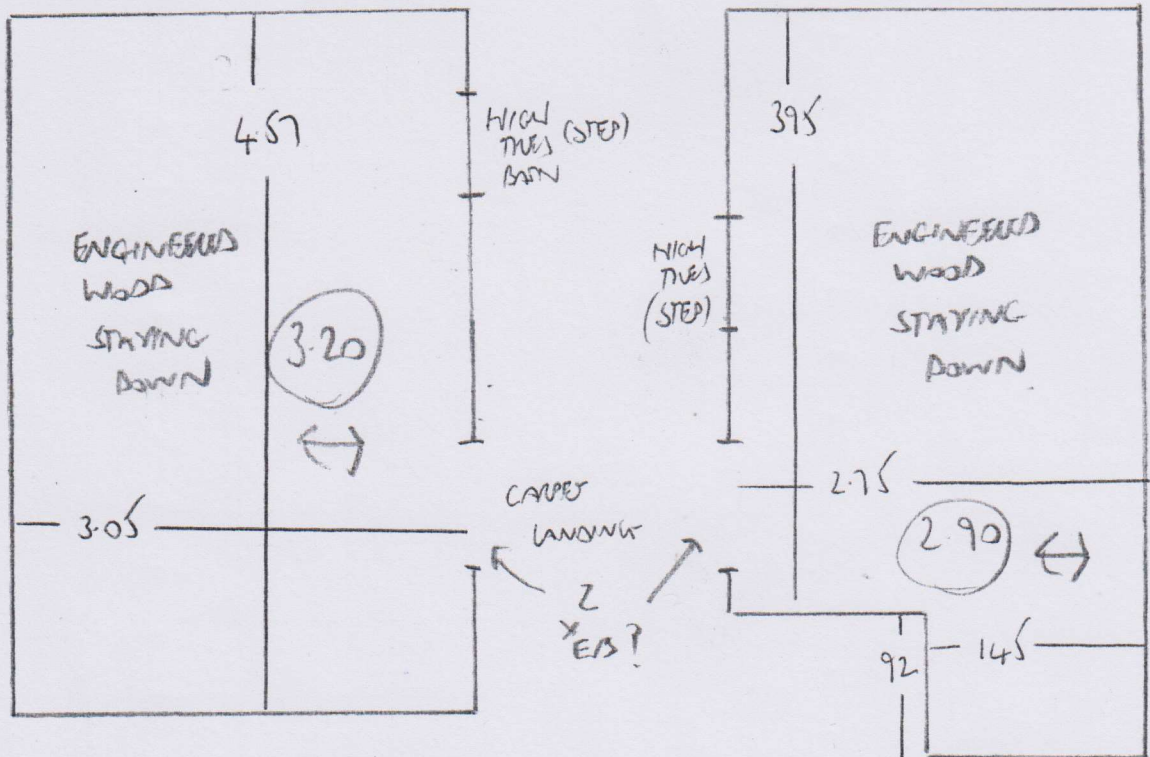 4.57
HIGH
TILES (STEP)
BATH
395
ENGINEERED
WOOD
STAYING
DOWN
3.20
HIGH
TILES
(STEP)
ENGINEERED
WOOD
STAYING
DOWN
3.05
CARPET
LANDING
2
x E/B?
2.75
2.90
92
145